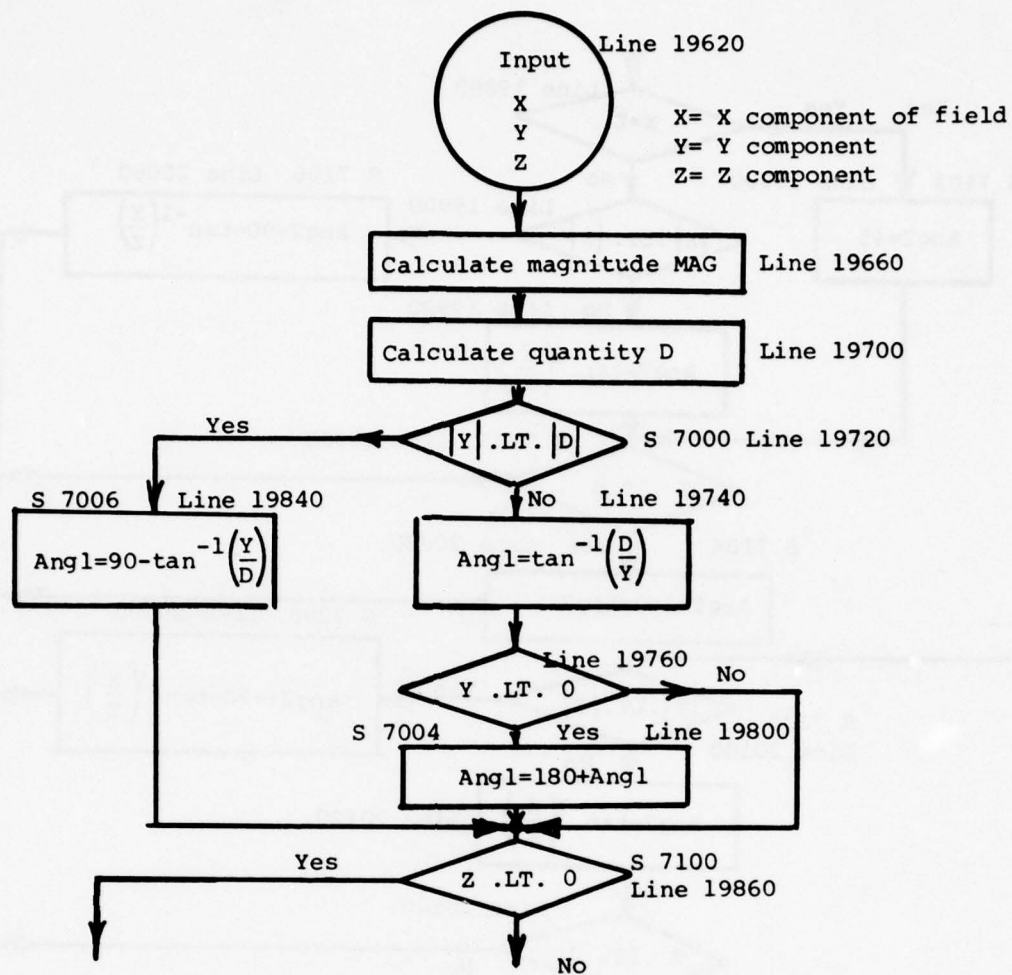 Input
X
Y
Z
Line 19620
X= X component of field
Y= Y component
Z= Z component
Calculate magnitude MAG
Line 19660
Calculate quantity D
Line 19700
Yes
|Y| .LT. |D|
S 7000 Line 19720
S 7006 Line 19840
No Line 19740
Angl=90-tan⁻¹(Y/D)
Angl=tan⁻¹(D/Y)
Line 19760
Y .LT. 0
No
S 7004
Yes Line 19800
Angl=180+Angl
Yes
Z .LT. 0
S 7100
Line 19860
No